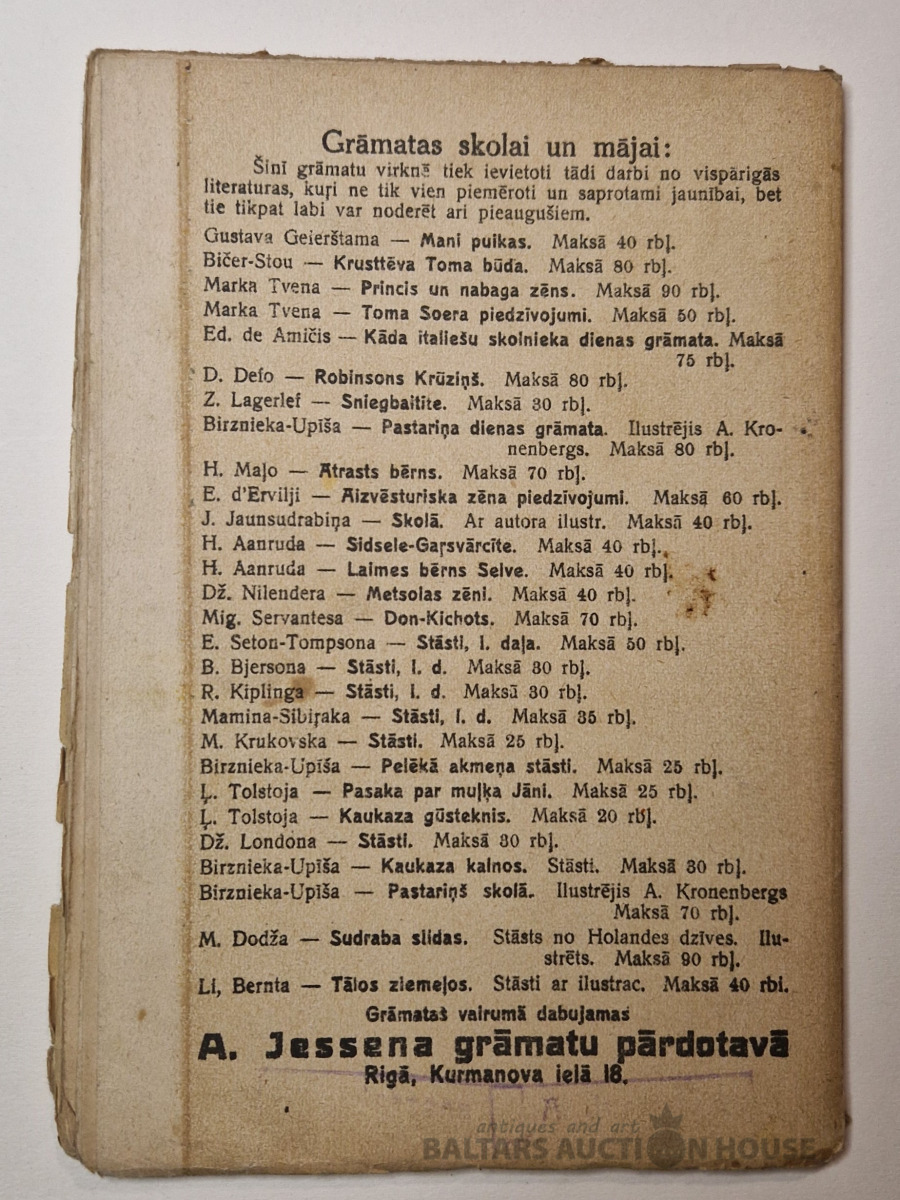 Grāmatas skolai un mājai:
Šinī grāmatu virknē tiek ievietoti tādi darbi no vispārigās
literaturas, kuŗi ne tik vien piemēroti un saprotami jaunībai, bet
tie tikpat labi var noderēt ari pieaugušiem.
Gustava Geierštama — Mani puikas. Maksā 40 rbļ.
Bičer-Stou — Krusttēva Toma būda. Maksā 80 rbļ.
Marka Tvena — Princis un nabaga zēns. Maksā 90 rbļ.
Marka Tvena — Toma Soera piedzīvojumi. Maksā 50 rbļ.
Ed. de Amičis — Kāda italiešu skolnieka dienas grāmata. Maksā
75 rbļ.
D. Defo — Robinsons Krūziņš. Maksā 80 rbļ.
Z. Lagerlef — Sniegbaltīte. Maksā 30 rbļ.
Birznieka-Upīša — Pastariņa dienas grāmata. Ilustrējis A. Kro-
nenbergs. Maksā 80 rbļ.
H. Maļo — Atrasts bērns. Maksā 70 rbļ.
E. d'Ervilji — Aizvēsturiska zēna piedzīvojumi. Maksā 60 rbļ.
J. Jaunsudrabiņa — Skolā. Ar autora ilustr. Maksā 40 rbļ.
H. Aanruda — Sidsele-Gaŗsvārcīte. Maksā 40 rbļ.
H. Aanruda — Laimes bērns Selve. Maksā 40 rbļ.
Dž. Nilendera — Metsolas zēni. Maksā 40 rbļ.
Mig. Servantesa — Don-Kichots. Maksā 70 rbļ.
E. Seton-Tompsona — Stāsti, I. daļa. Maksā 50 rbļ.
B. Bjersona — Stāsti, I. d. Maksā 30 rbļ.
R. Kiplinga — Stāsti, I. d. Maksā 30 rbļ.
Mamina-Sibiŗaka — Stāsti, I. d. Maksā 35 rbļ.
M. Krukovska — Stāsti. Maksā 25 rbļ.
Birznieka-Upīša — Pelēkā akmeņa stāsti. Maksā 25 rbļ.
Ļ. Tolstoja — Pasaka par muļķa Jāni. Maksā 25 rbļ.
Ļ. Tolstoja — Kaukaza gūsteknis. Maksā 20 rbļ.
Dž. Londona — Stāsti. Maksā 30 rbļ.
Birznieka-Upīša — Kaukaza kalnos. Stāsti. Maksā 30 rbļ.
Birznieka-Upīša — Pastariņš skolā. Ilustrējis A. Kronenbergs
Maksā 70 rbļ.
M. Dodža — Sudraba slidas. Stāsts no Holandes dzīves. Ilu-
strēts. Maksā 90 rbļ.
Li, Bernta — Tālos ziemeļos. Stāsti ar ilustrac. Maksā 40 rbi.
Grāmatas vairumā dabujamas
A. Jessena grāmatu pārdotavā
Rigā, Kurmanova ielā 18.
antiques and art
BALTARS AUCTION HOUSE